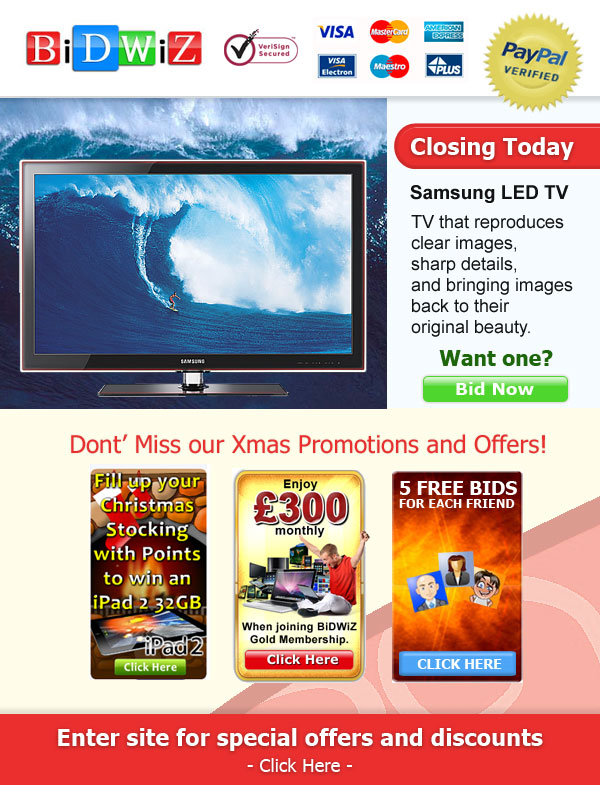 BiDWiZ
VeriSign
Secured
VISA
MasterCard
AMERICAN
EXPRESS
VISA
Electron
Maestro
PLUS
PayPal
VERIFIED
Closing Today
Samsung LED TV
TV that reproduces
clear images,
sharp details,
and bringing images
back to their
original beauty.
Want one?
Bid Now
SAMSUNG
Dont' Miss our Xmas Promotions and Offers!
Fill up your
Christmas
Stocking
with Points
to win an
iPad 2 32GB
iPad 2
Click Here
Enjoy
£300
monthly
When joining BiDWiZ
Gold Membership.
Click Here
5 FREE BIDS
FOR EACH FRIEND
CLICK HERE
Enter site for special offers and discounts
- Click Here -